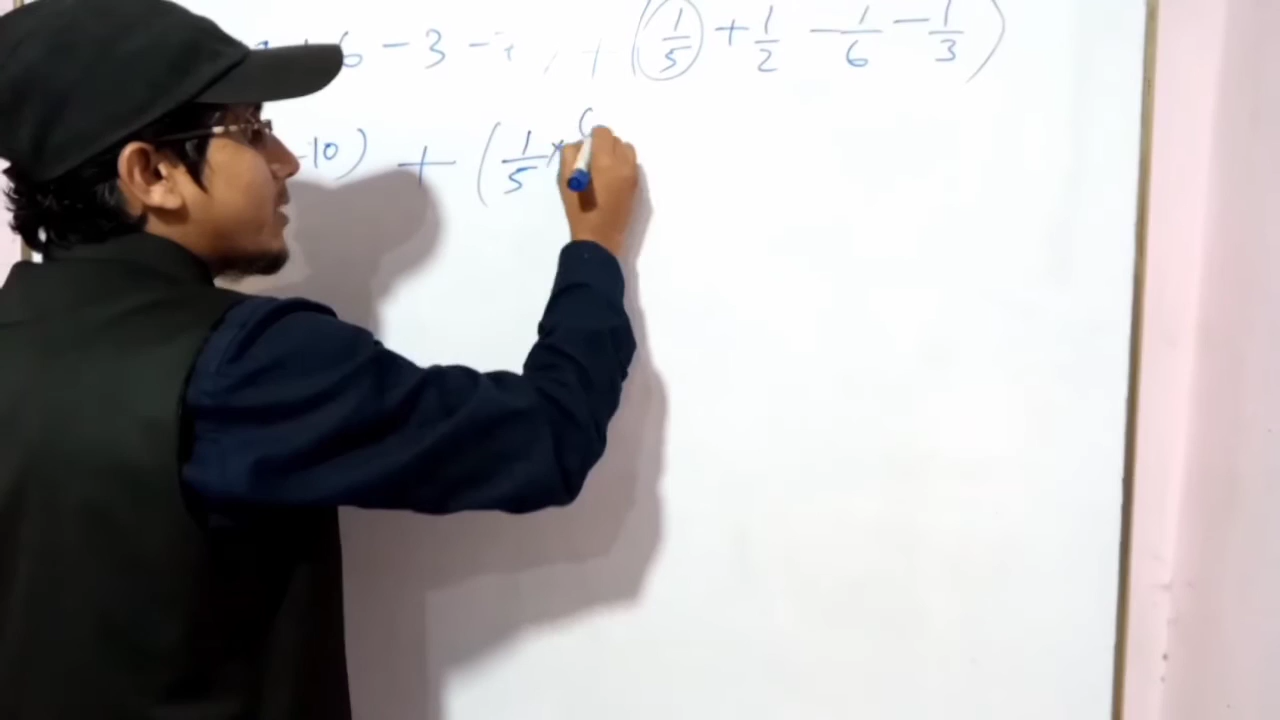 + 6 - 3 - + (1/5 + 1/2 - 1/6 - 1/3)
-10) + (1/5 ×